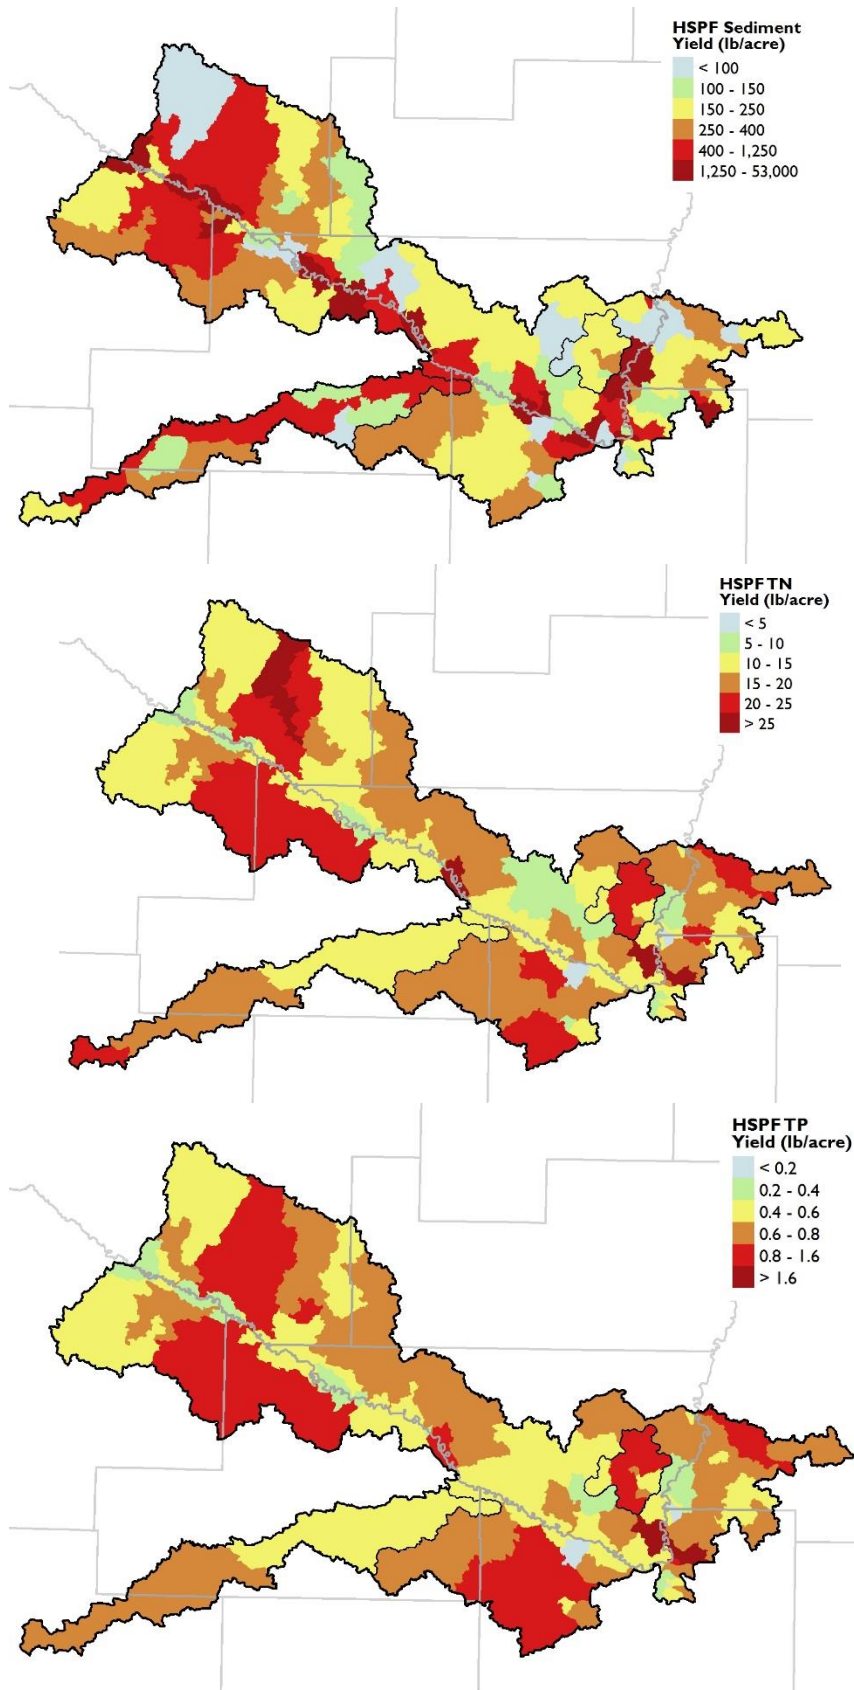 HSPF Sediment
Yield (lb/acre)
< 100
100 - 150
150 - 250
250 - 400
400 - 1,250
1,250 - 53,000
HSPF TN
Yield (lb/acre)
< 5
5 - 10
10 - 15
15 - 20
20 - 25
> 25
HSPF TP
Yield (lb/acre)
< 0.2
0.2 - 0.4
0.4 - 0.6
0.6 - 0.8
0.8 - 1.6
> 1.6